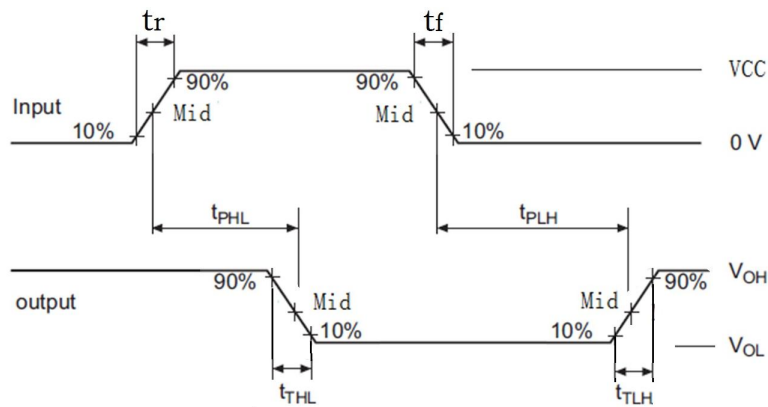 tr tf
90% 90% VCC
Input Mid Mid
10% 10% 0 V
tPHL tPLH
90% 90% VOH
output Mid Mid
10% 10% VOL
tTHL tTLH